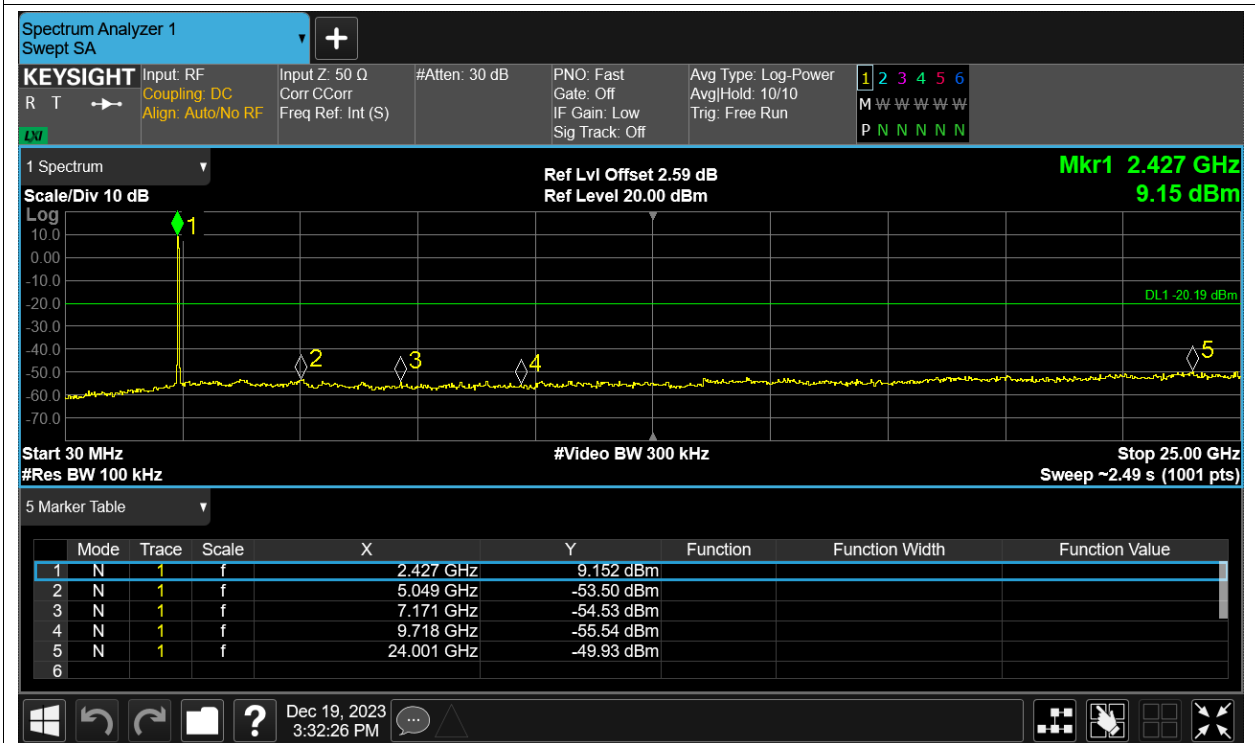 Spectrum Analyzer 1
Swept SA
+
KEYSIGHT Input: RF Input Z: 50 Ω #Atten: 30 dB PNO: Fast Avg Type: Log-Power 1 2 3 4 5 6
R T Coupling: DC Corr CCorr Gate: Off Avg|Hold: 10/10 M W W W W W
Align: Auto/No RF Freq Ref: Int (S) IF Gain: Low Trig: Free Run
LXI Sig Track: Off P N N N N N
1 Spectrum Ref Lvl Offset 2.59 dB Mkr1 2.427 GHz
Scale/Div 10 dB Ref Level 20.00 dBm 9.15 dBm
Log
1
10.0
0.00
-10.0
DL1 -20.19 dBm
-20.0
-30.0
-40.0
2 3 4 5
-50.0
-60.0
-70.0
Start 30 MHz #Video BW 300 kHz Stop 25.00 GHz
#Res BW 100 kHz Sweep ~2.49 s (1001 pts)
5 Marker Table
Mode Trace Scale X Y Function Function Width Function Value
1 N 1 f 2.427 GHz 9.152 dBm
2 N 1 f 5.049 GHz -53.50 dBm
3 N 1 f 7.171 GHz -54.53 dBm
4 N 1 f 9.718 GHz -55.54 dBm
5 N 1 f 24.001 GHz -49.93 dBm
6
? Dec 19, 2023
3:32:26 PM